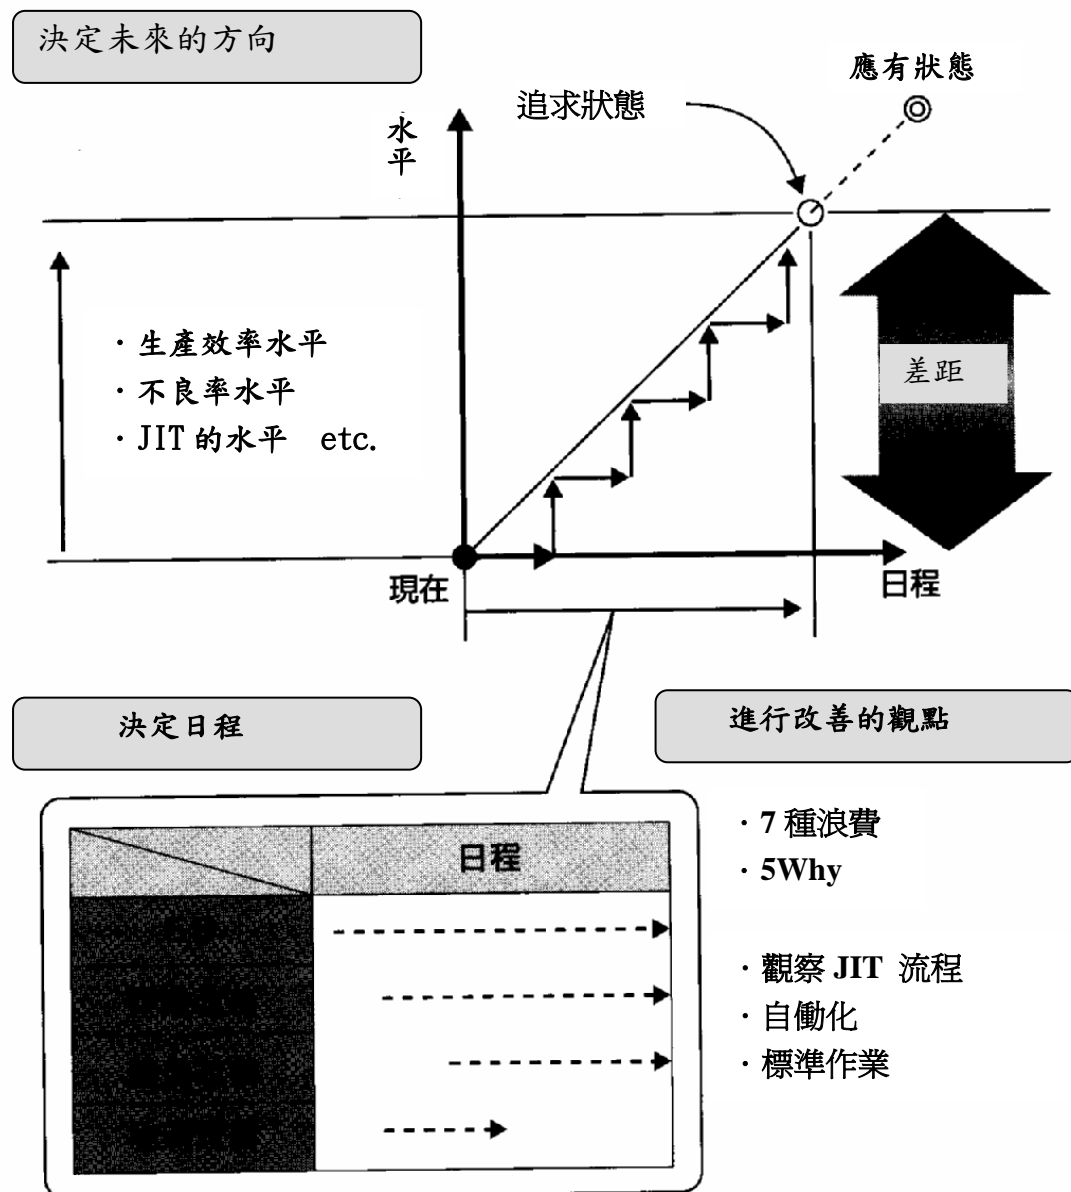 決定未來的方向
應有狀態
追求狀態
水
平
・生產效率水平
・不良率水平
・JIT 的水平 etc.
差距
現在
日程
決定日程
進行改善的觀點
日程
・7 種浪費
・5Why
・觀察 JIT 流程
・自働化
・標準作業